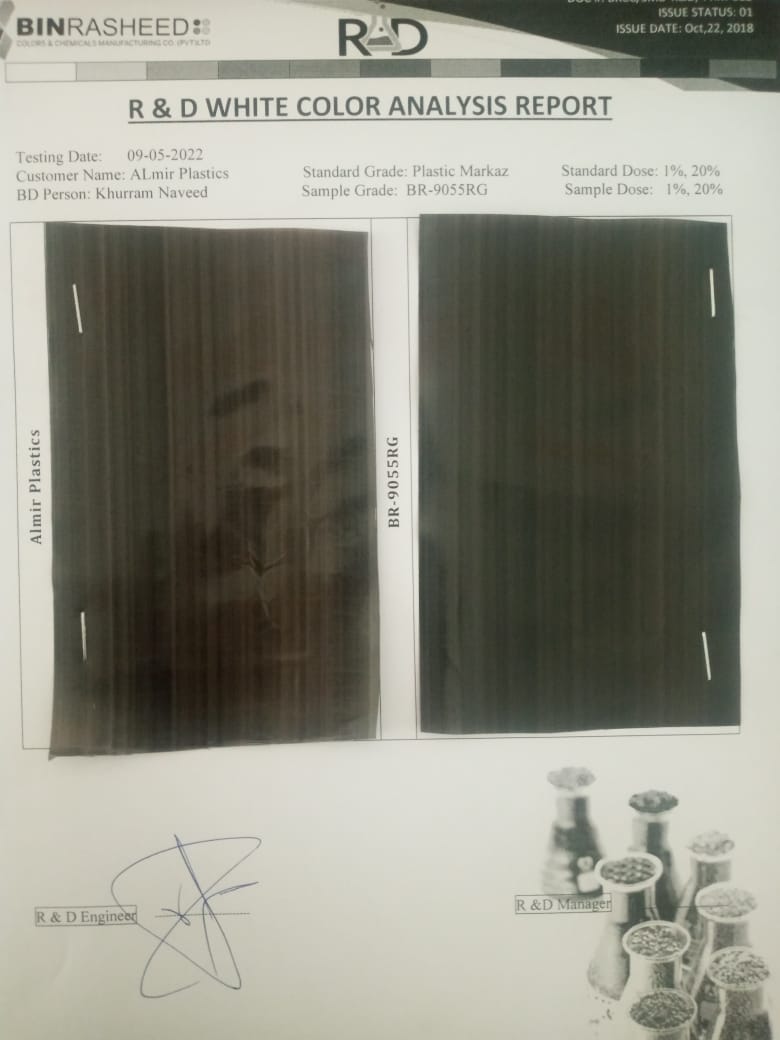 BINRASHEED
COLORS & CHEMICALS MANUFACTURING CO. (PVT)LTD
R&D
ISSUE STATUS: 01
ISSUE DATE: Oct,22, 2018
R & D WHITE COLOR ANALYSIS REPORT
Testing Date: 09-05-2022
Customer Name: ALmir Plastics
BD Person: Khurram Naveed
Standard Grade: Plastic Markaz
Sample Grade: BR-9055RG
Standard Dose: 1%, 20%
Sample Dose: 1%, 20%
Almir Plastics
BR-9055RG
R & D Engineer
R &D Manager